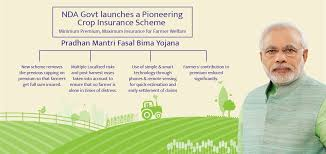 NDA Govt launches a Pioneering
Crop Insurance Scheme
Minimum Premium, Maximum Insurance for Farmer Welfare
Pradhan Mantri Fasal Bima Yojana
New scheme removes
the previous capping on
premium so that farmers
get full sum insured.
Multiple Localized risks
and post harvest loses
taken into account to
ensure that no farmer is
alone in times of distress
Use of simple & smart
technology through
phones & remote sensing
for quick estimation and
early settlement of claims
Farmers' contribution in
premium reduced
significantly